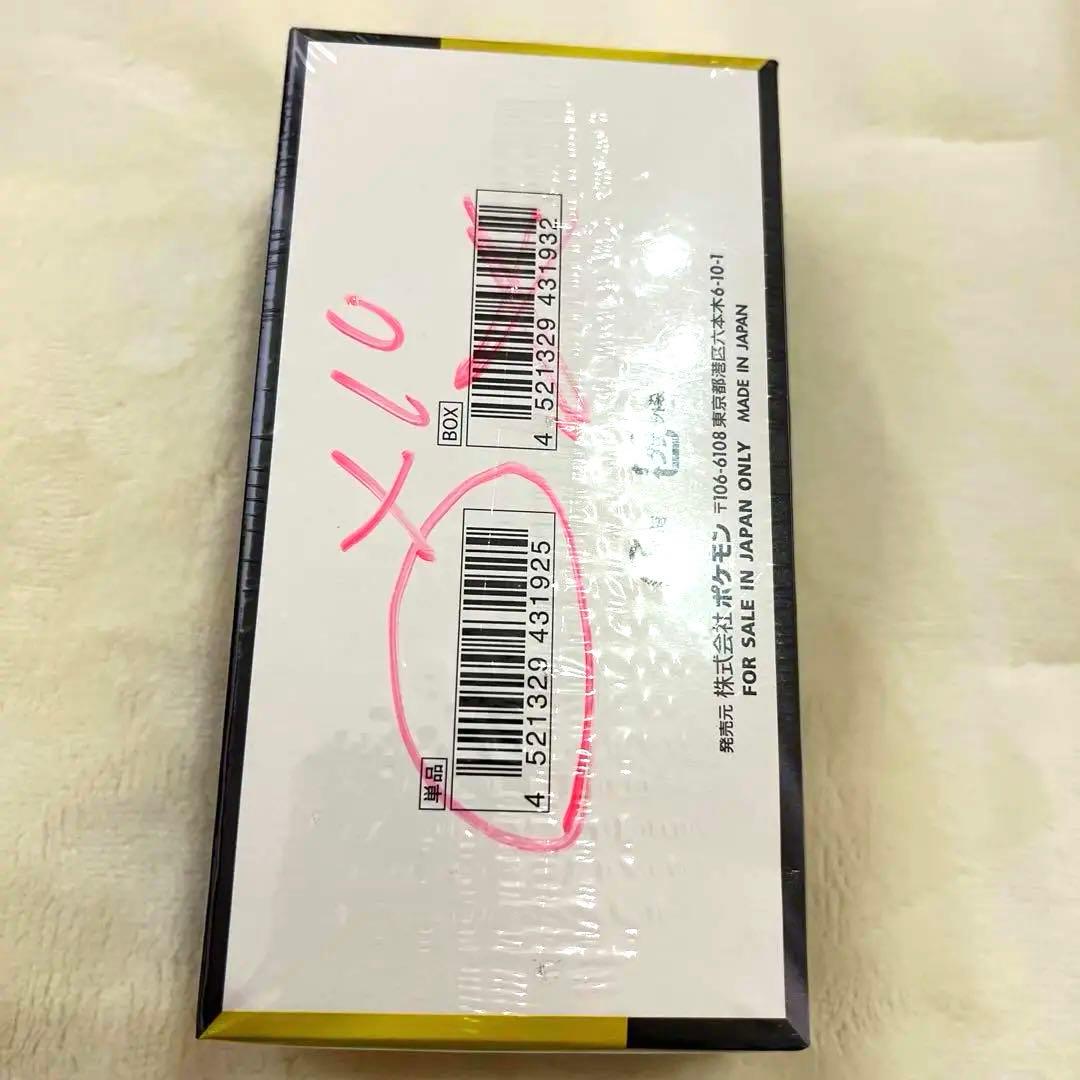 ×10
BOX
4 521329 431932
単品
4 521329 431925
発売元 株式会社 ポケモン 〒106-6108 東京都港区六本木6-10-1
FOR SALE IN JAPAN ONLY MADE IN JAPAN